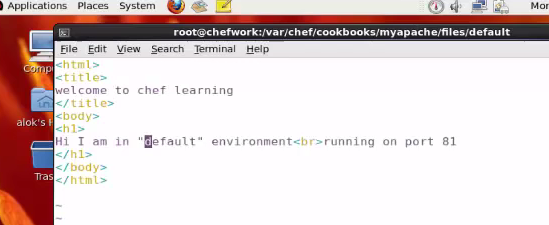 Applications Places System Mon
root@chefwork:/var/chef/cookbooks/myapache/files/default
File Edit View Search Terminal Help
<html>
<title>
welcome to chef learning
</title>
<body>
<h1>
Hi I am in "default" environment<br>running on port 81
</h1>
</body>
</html>
~
~
Compu
alok's H
Tras